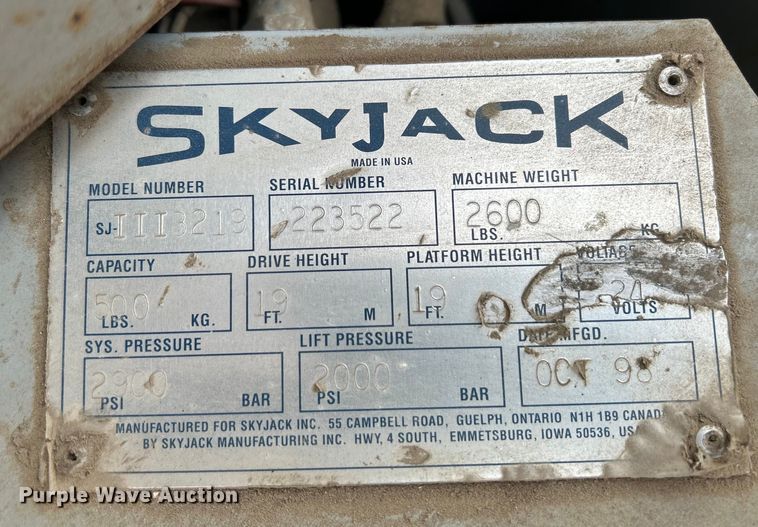 SKYJACK
MADE IN USA
MODEL NUMBER SERIAL NUMBER MACHINE WEIGHT
SJ-III3219 223522 2600
LBS. KG.
CAPACITY DRIVE HEIGHT PLATFORM HEIGHT VOLTAGE
500 19 19 24
LBS. KG. FT. M FT. M VOLTS
SYS. PRESSURE LIFT PRESSURE DATE MFGD.
2900 2000 OCT 98
PSI BAR PSI BAR
MANUFACTURED FOR SKYJACK INC. 55 CAMPBELL ROAD, GUELPH, ONTARIO N1H 1B9 CANADA
BY SKYJACK MANUFACTURING INC. HWY, 4 SOUTH, EMMETSBURG, IOWA 50536, USA
Purple Wave Auction